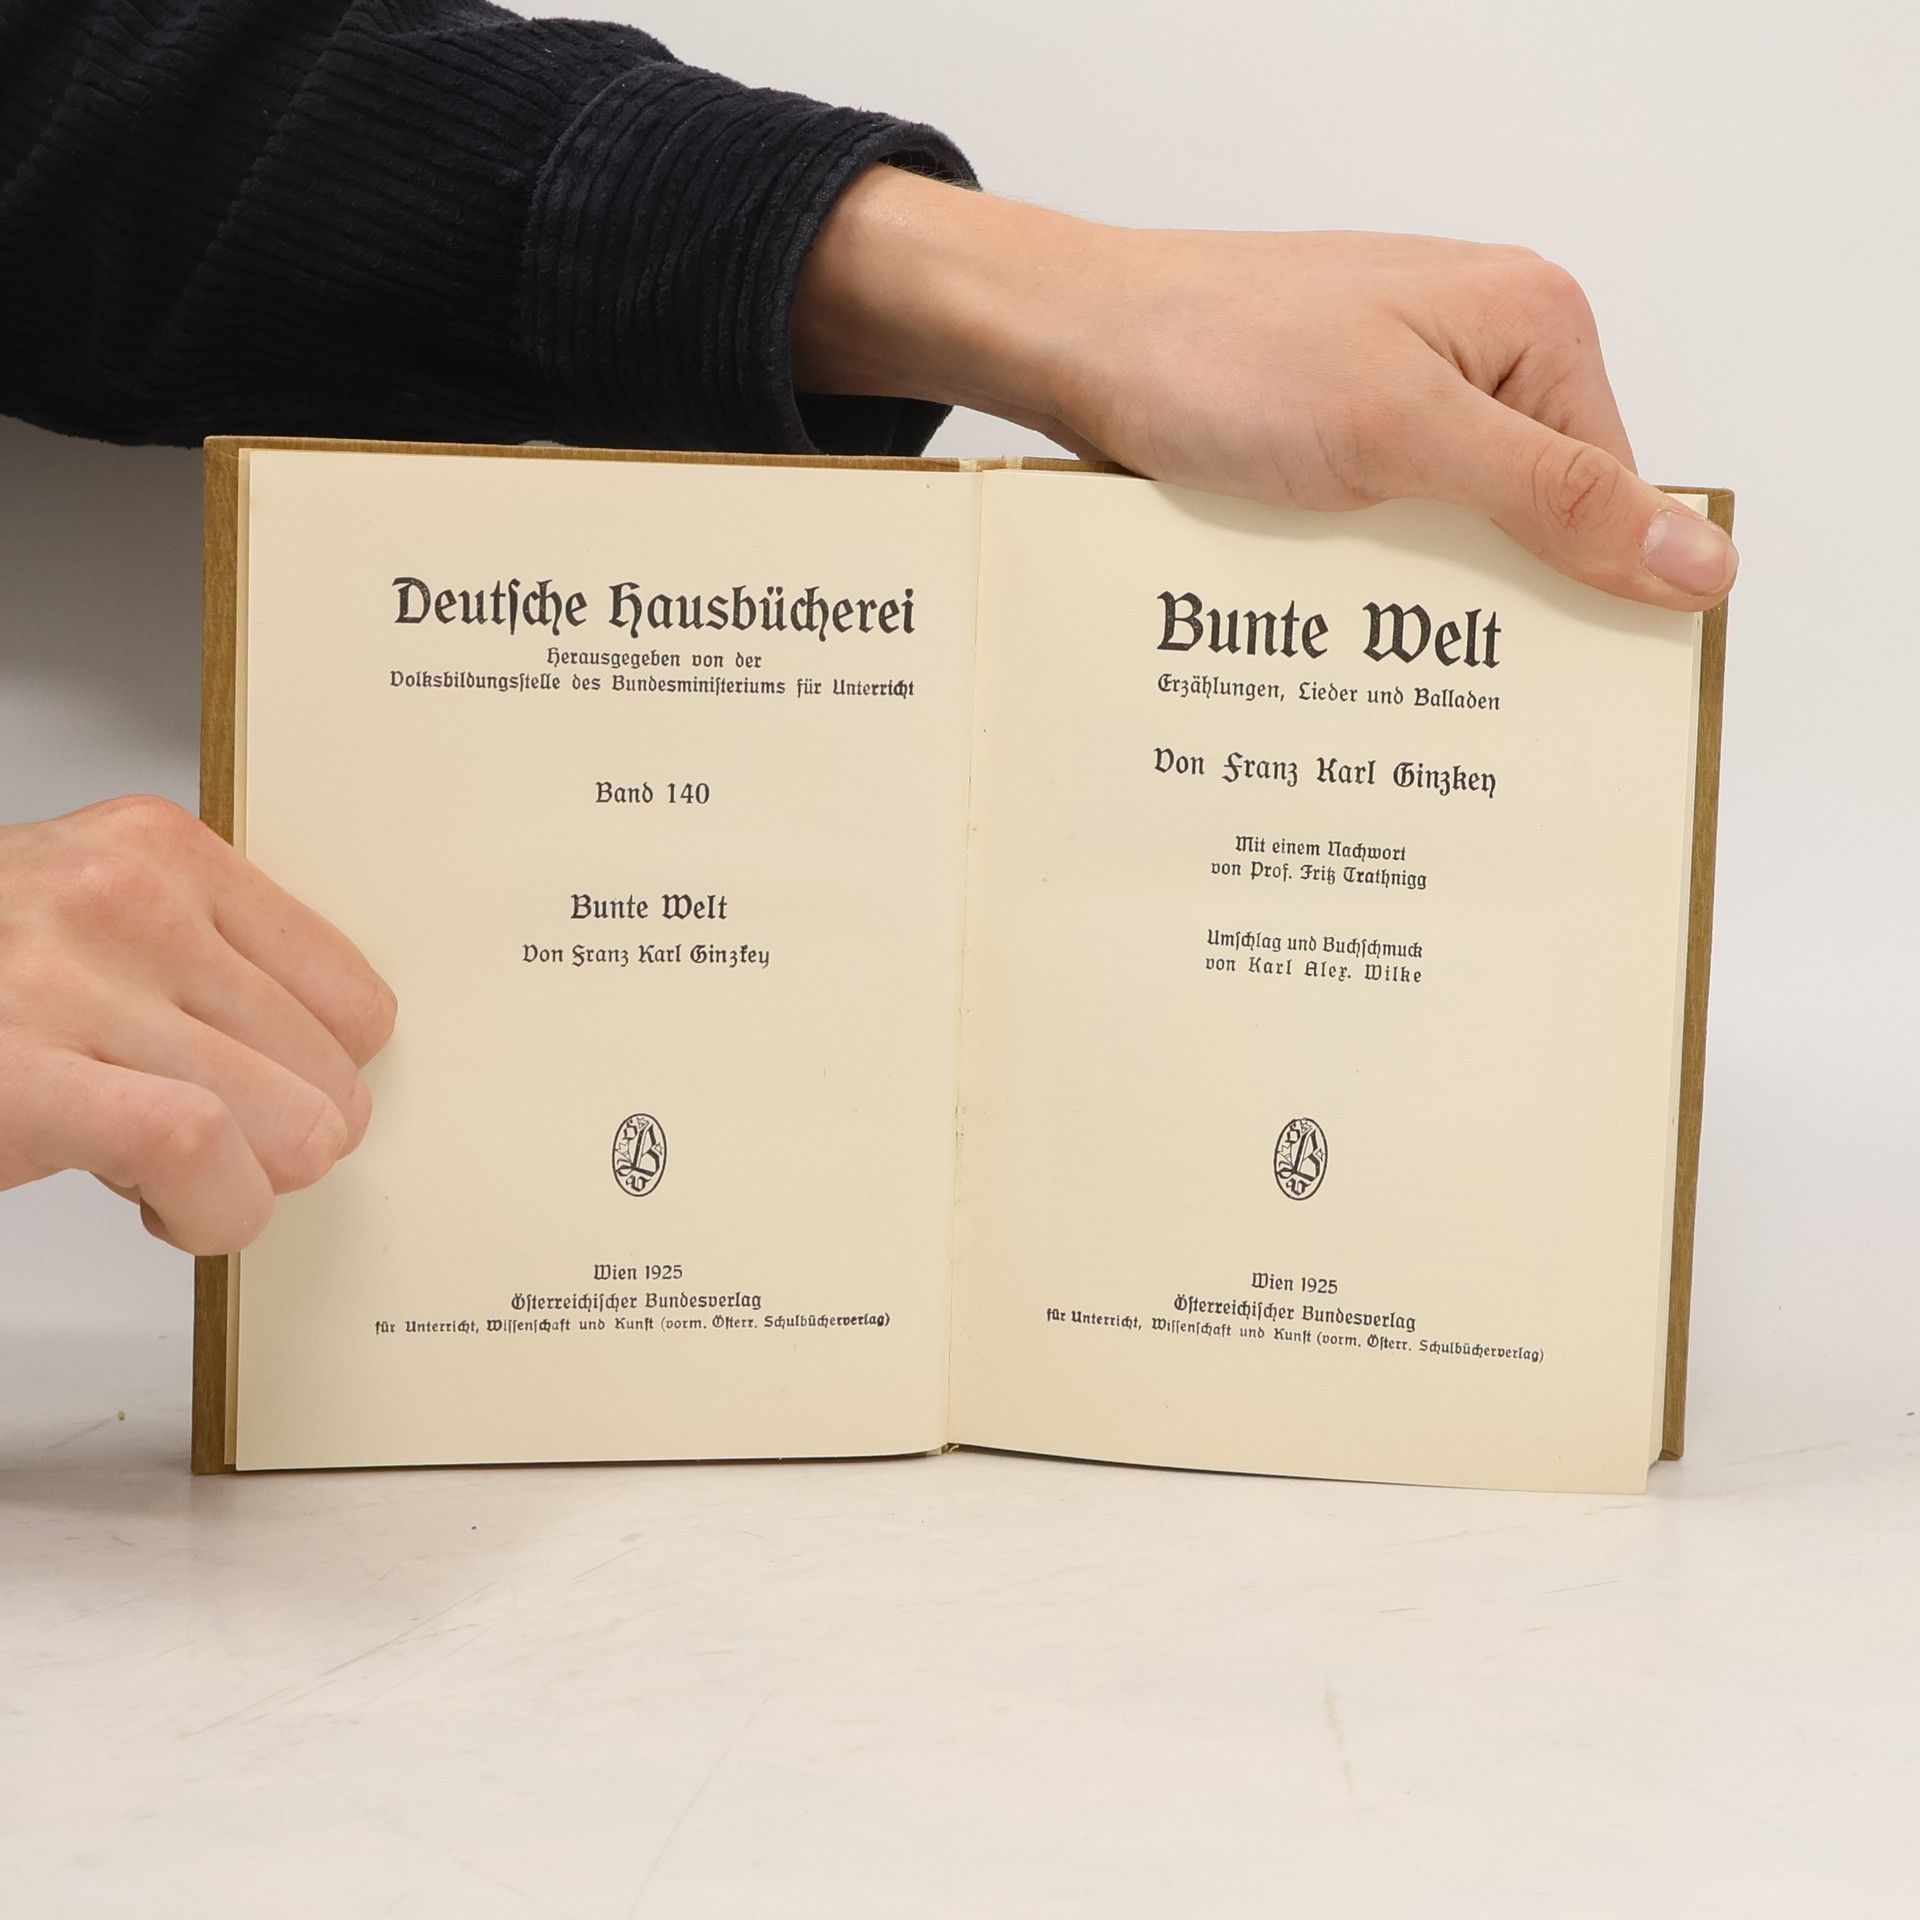 Deutſche Hausbücherei
Herausgegeben von der
Volksbildungsſtelle des Bundesminiſteriums für Unterricht
Band 140
Bunte Welt
Von Franz Karl Ginzkey
Wien 1925
Öſterreichiſcher Bundesverlag
für Unterricht, Wiſſenſchaft und Kunſt (vorm. Öſterr. Schulbücherverlag)
Bunte Welt
Erzählungen, Lieder und Balladen
Von Franz Karl Ginzkey
Mit einem Nachwort
von Prof. Fritz Trathnigg
Umſchlag und Buchſchmuck
von Karl Alex. Wilke
Wien 1925
Öſterreichiſcher Bundesverlag
für Unterricht, Wiſſenſchaft und Kunſt (vorm. Öſterr. Schulbücherverlag)